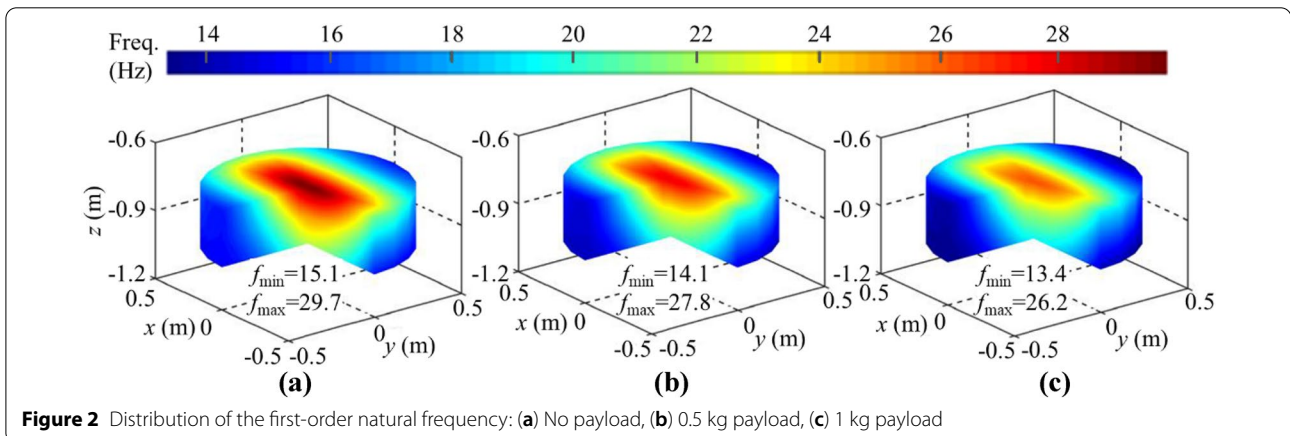 Freq.
(Hz)
14 16 18 20 22 24 26 28
-0.6
-0.9
-1.2
z (m)
0.5
x (m) 0
-0.5 -0.5
0
y (m)
0.5
fmin=15.1
fmax=29.7
(a)
-0.6
-0.9
-1.2
0.5
x (m) 0
-0.5 -0.5
0
y (m)
0.5
fmin=14.1
fmax=27.8
(b)
-0.6
-0.9
-1.2
0.5
x (m) 0
-0.5 -0.5
0
y (m)
0.5
fmin=13.4
fmax=26.2
(c)
Figure 2 Distribution of the first-order natural frequency: (a) No payload, (b) 0.5 kg payload, (c) 1 kg payload